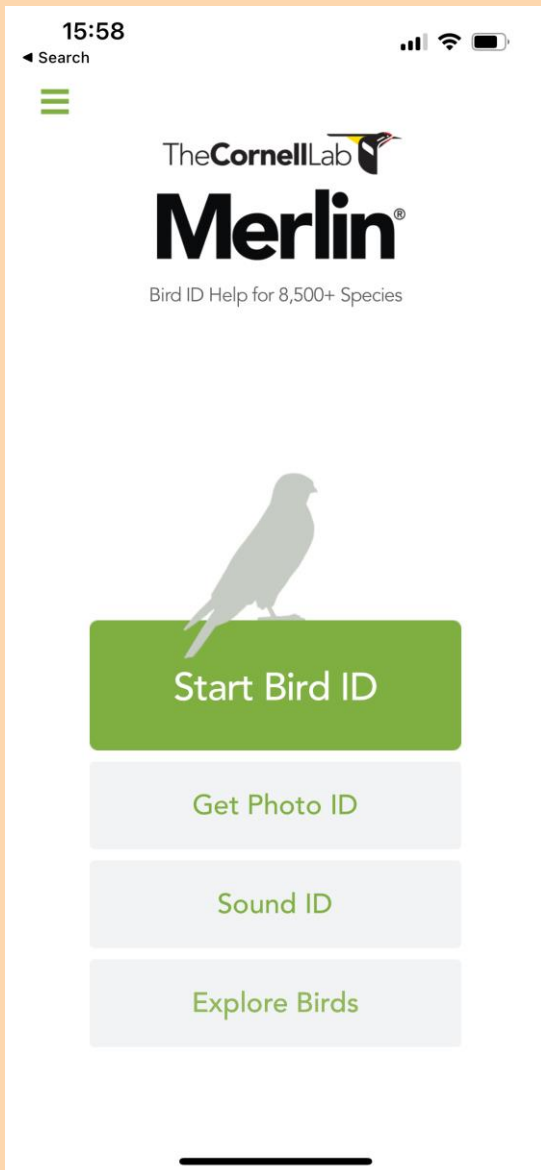 15:58
◄ Search
TheCornellLab
Merlin®
Bird ID Help for 8,500+ Species
Start Bird ID
Get Photo ID
Sound ID
Explore Birds